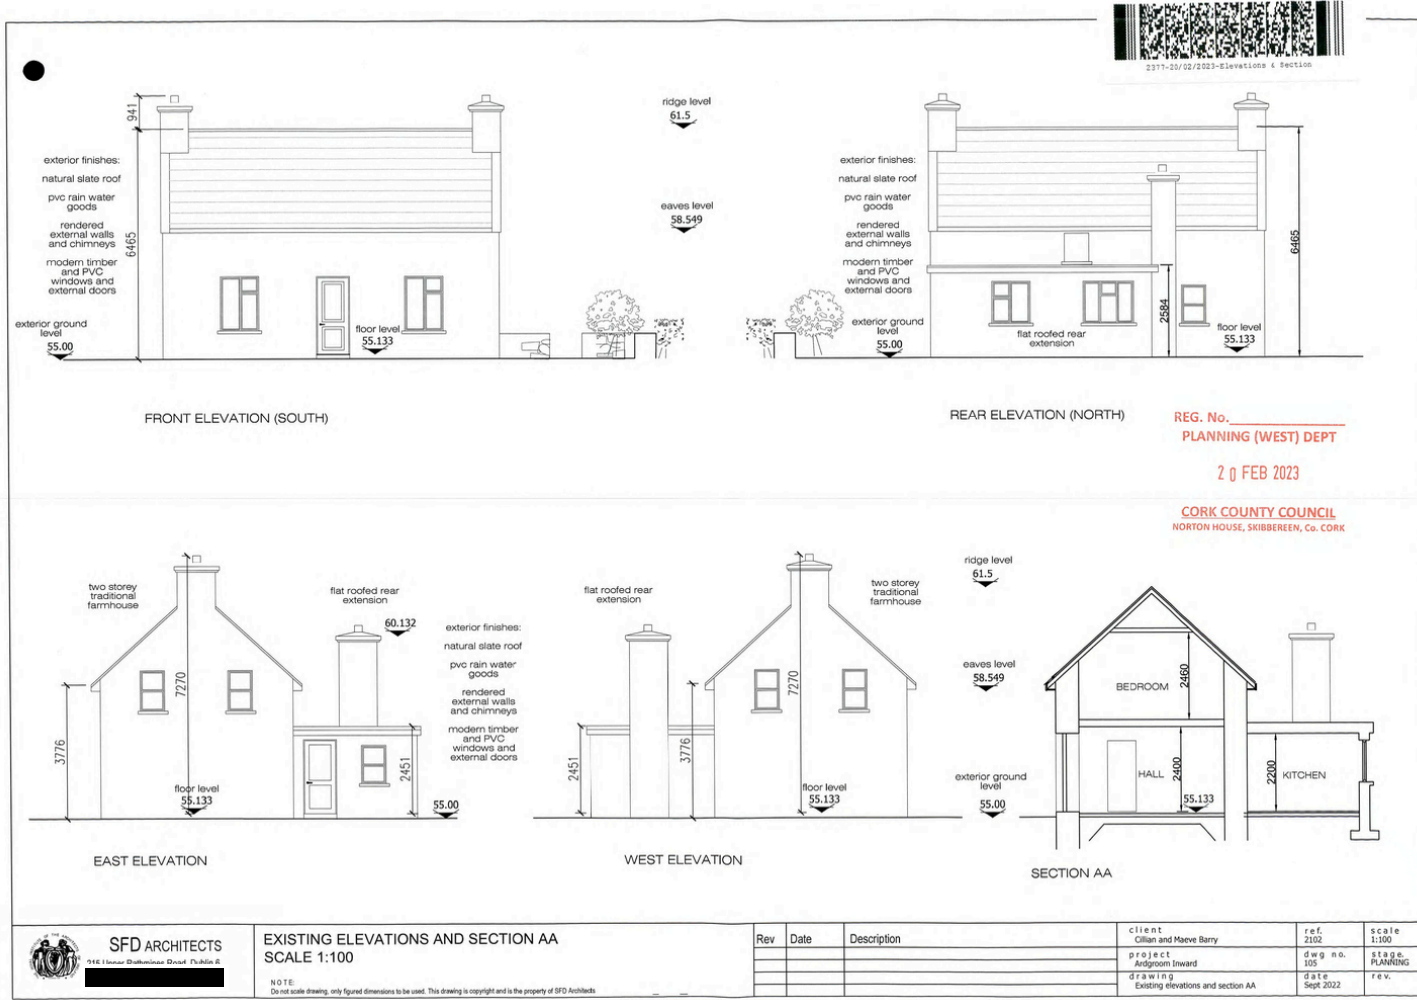 2377-20/02/2023-Elevations & Section
941
6465
exterior finishes:
natural slate roof
pvc rain water
goods
rendered
external walls
and chimneys
modern timber
and PVC
windows and
external doors
exterior ground
level
55.00
floor level
55.133
ridge level
61.5
eaves level
58.549
FRONT ELEVATION (SOUTH)
exterior finishes:
natural slate roof
pvc rain water
goods
rendered
external walls
and chimneys
modern timber
and PVC
windows and
external doors
exterior ground
level
55.00
flat roofed rear
extension
2584
floor level
55.133
6465
REAR ELEVATION (NORTH)
REG. No.
PLANNING (WEST) DEPT
20 FEB 2023
CORK COUNTY COUNCIL
NORTON HOUSE, SKIBBEREEN, Co. CORK
two storey
traditional
farmhouse
flat roofed rear
extension
60.132
7270
3776
2451
floor level
55.133
55.00
exterior finishes:
natural slate roof
pvc rain water
goods
rendered
external walls
and chimneys
modern timber
and PVC
windows and
external doors
EAST ELEVATION
flat roofed rear
extension
two storey
traditional
farmhouse
7270
3776
2451
floor level
55.133
WEST ELEVATION
ridge level
61.5
eaves level
58.549
exterior ground
level
55.00
BEDROOM
2460
HALL
2400
55.133
2200
KITCHEN
SECTION AA
SFD ARCHITECTS
216 Upper Rathmines Road, Dublin 6
EXISTING ELEVATIONS AND SECTION AA
SCALE 1:100
NOTE:
Do not scale drawing, only figured dimensions to be used. This drawing is copyright and is the property of SFD Architects
Rev Date Description
client
Cillian and Maeve Barry
ref.
2102
scale
1:100
project
Ardgroom Inward
dwg no.
105
stage.
PLANNING
drawing
Existing elevations and section AA
date
Sept 2022
rev.